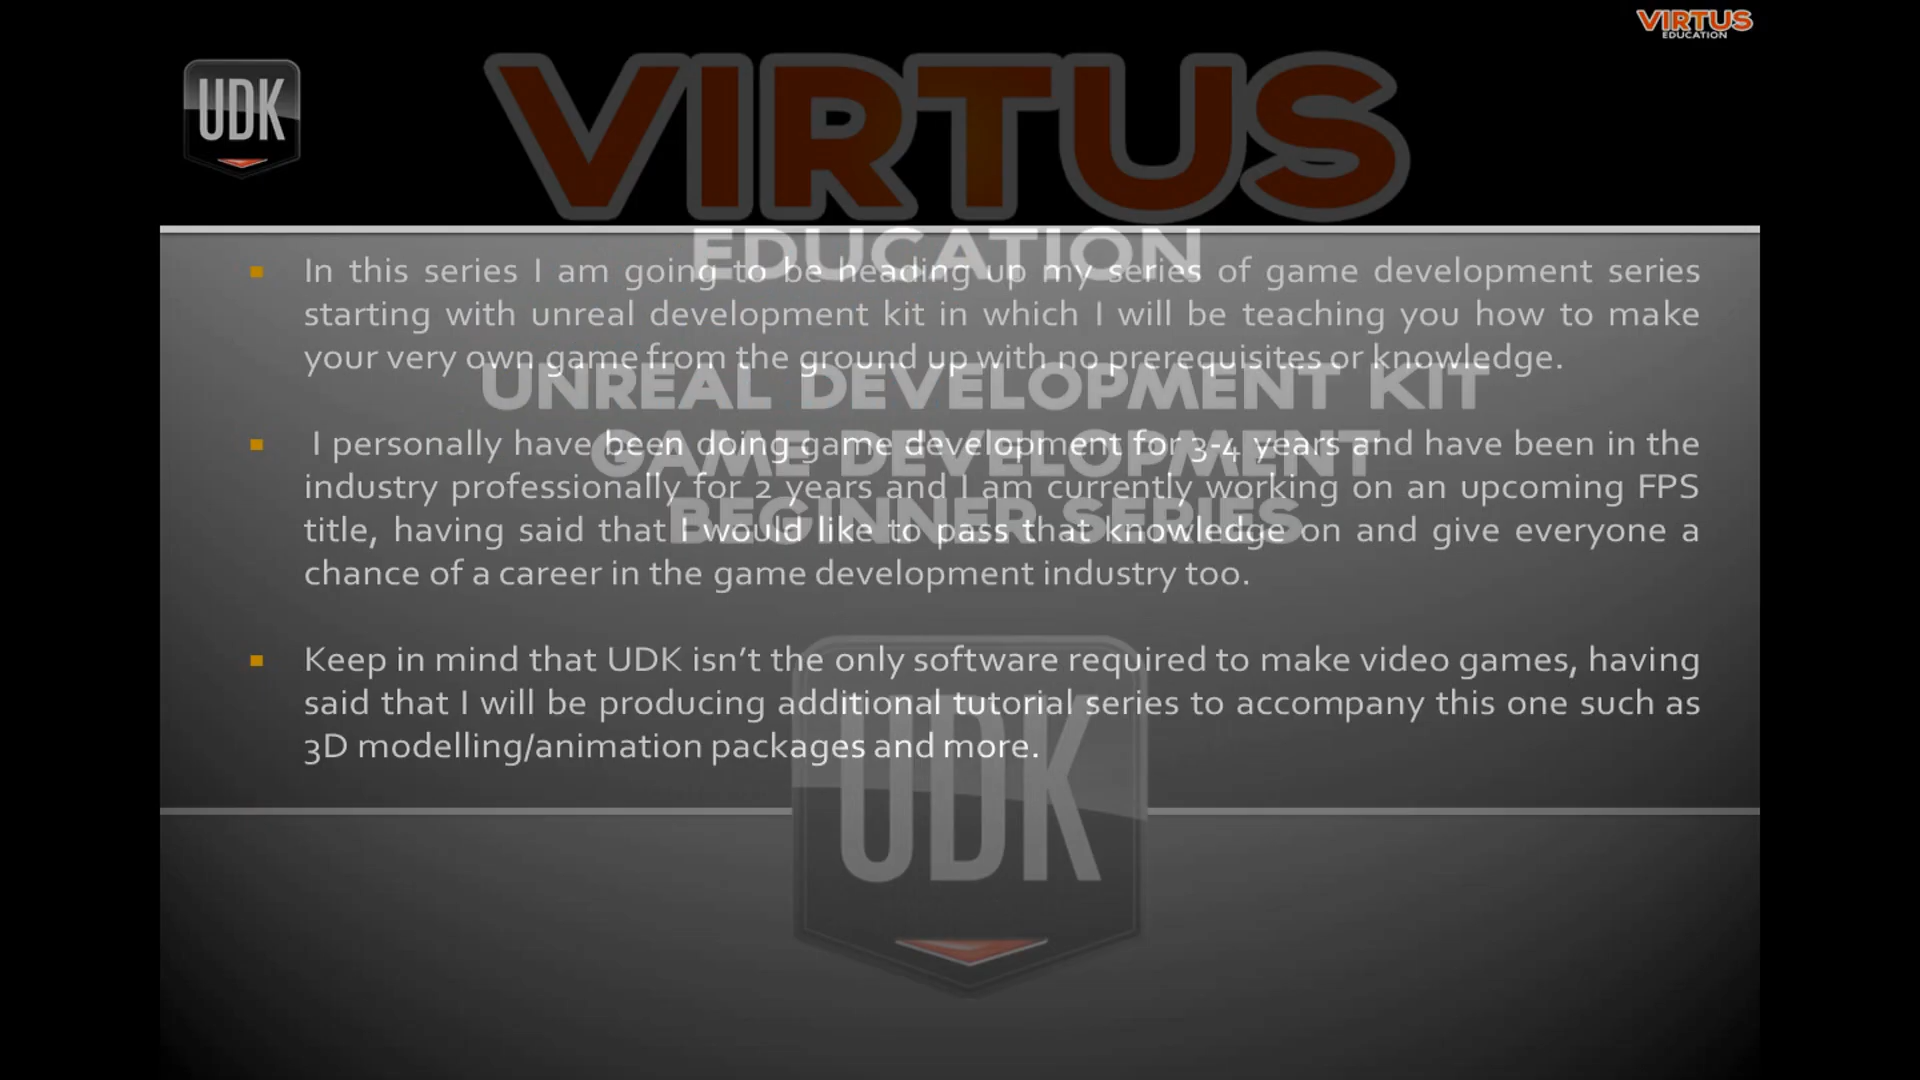 VIRTUS
EDUCATION
UDK
VIRTUS
EDUCATION
In this series I am going to be heading up my series of game development series
starting with unreal development kit in which I will be teaching you how to make
your very own game from the ground up with no prerequisites or knowledge.
UNREAL DEVELOPMENT KIT
GAME DEVELOPMENT
BEGINNER SERIES
I personally have been doing game development for 3-4 years and have been in the
industry professionally for 2 years and I am currently working on an upcoming FPS
title, having said that I would like to pass that knowledge on and give everyone a
chance of a career in the game development industry too.
Keep in mind that UDK isn't the only software required to make video games, having
said that I will be producing additional tutorial series to accompany this one such as
3D modelling/animation packages and more.
UDK